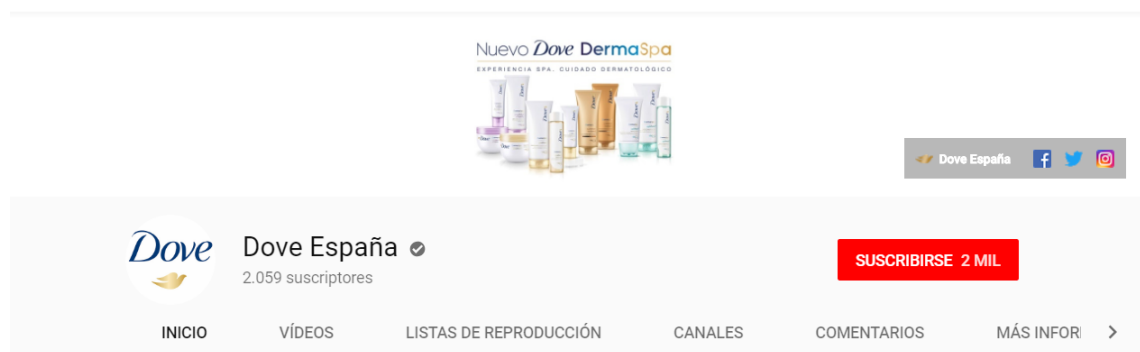 Nuevo Dove DermaSpa
EXPERIENCIA SPA. CUIDADO DERMATOLÓGICO
Dove España
Dove
Dove España
2.059 suscriptores
SUSCRIBIRSE 2 MIL
INICIO VÍDEOS LISTAS DE REPRODUCCIÓN CANALES COMENTARIOS MÁS INFOR